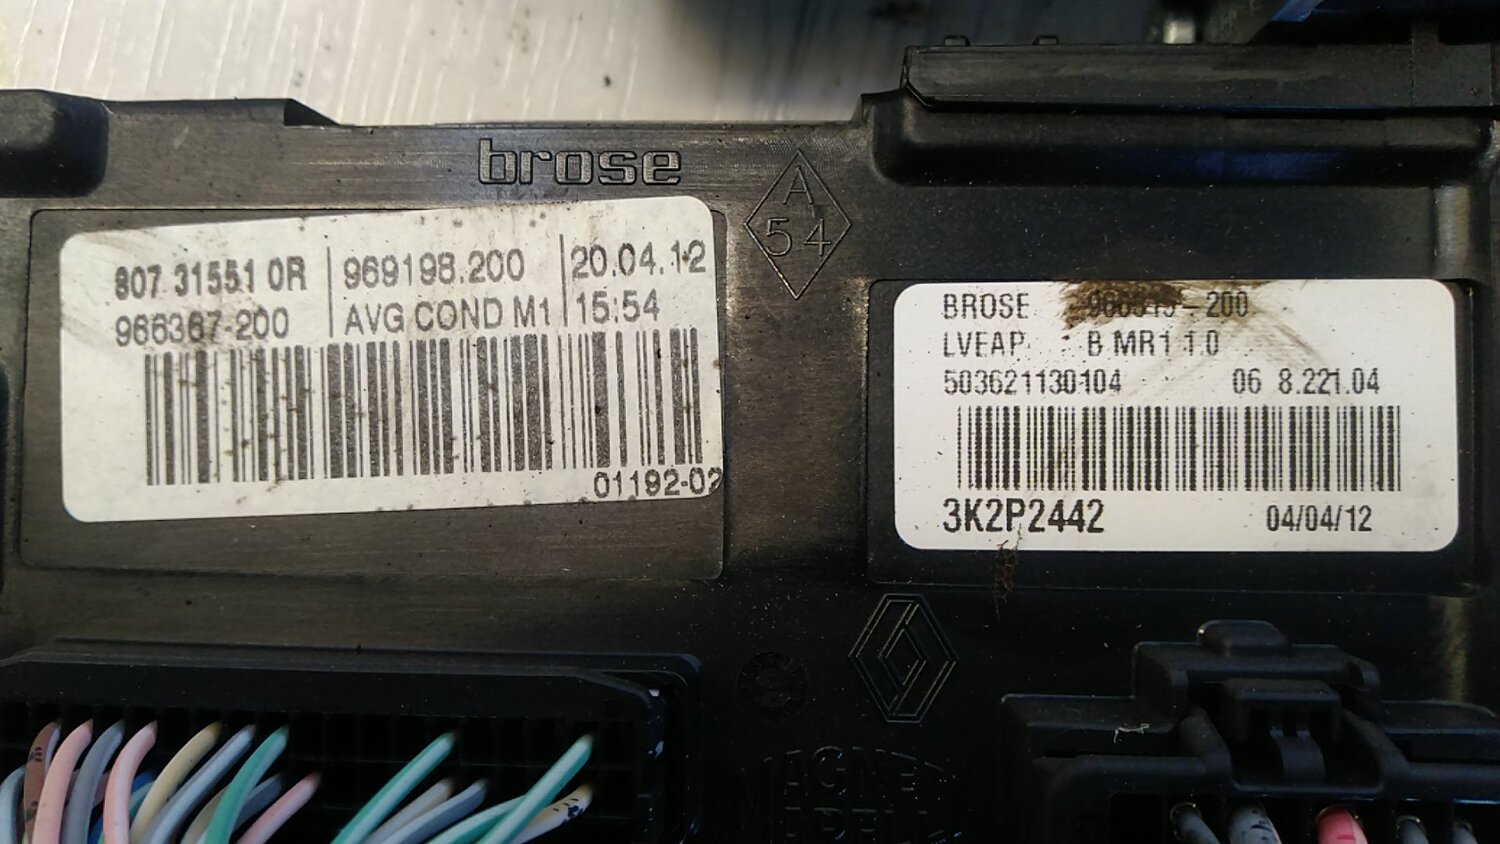 brose
A
54
807 31551 0R
966367-200
969198.200
AVG COND M1
20.04.12
15:54
01192-02
BROSE - 200
LVEAP : B MR1 1.0
503621130104 06 8.221.04
3K2P2442 04/04/12